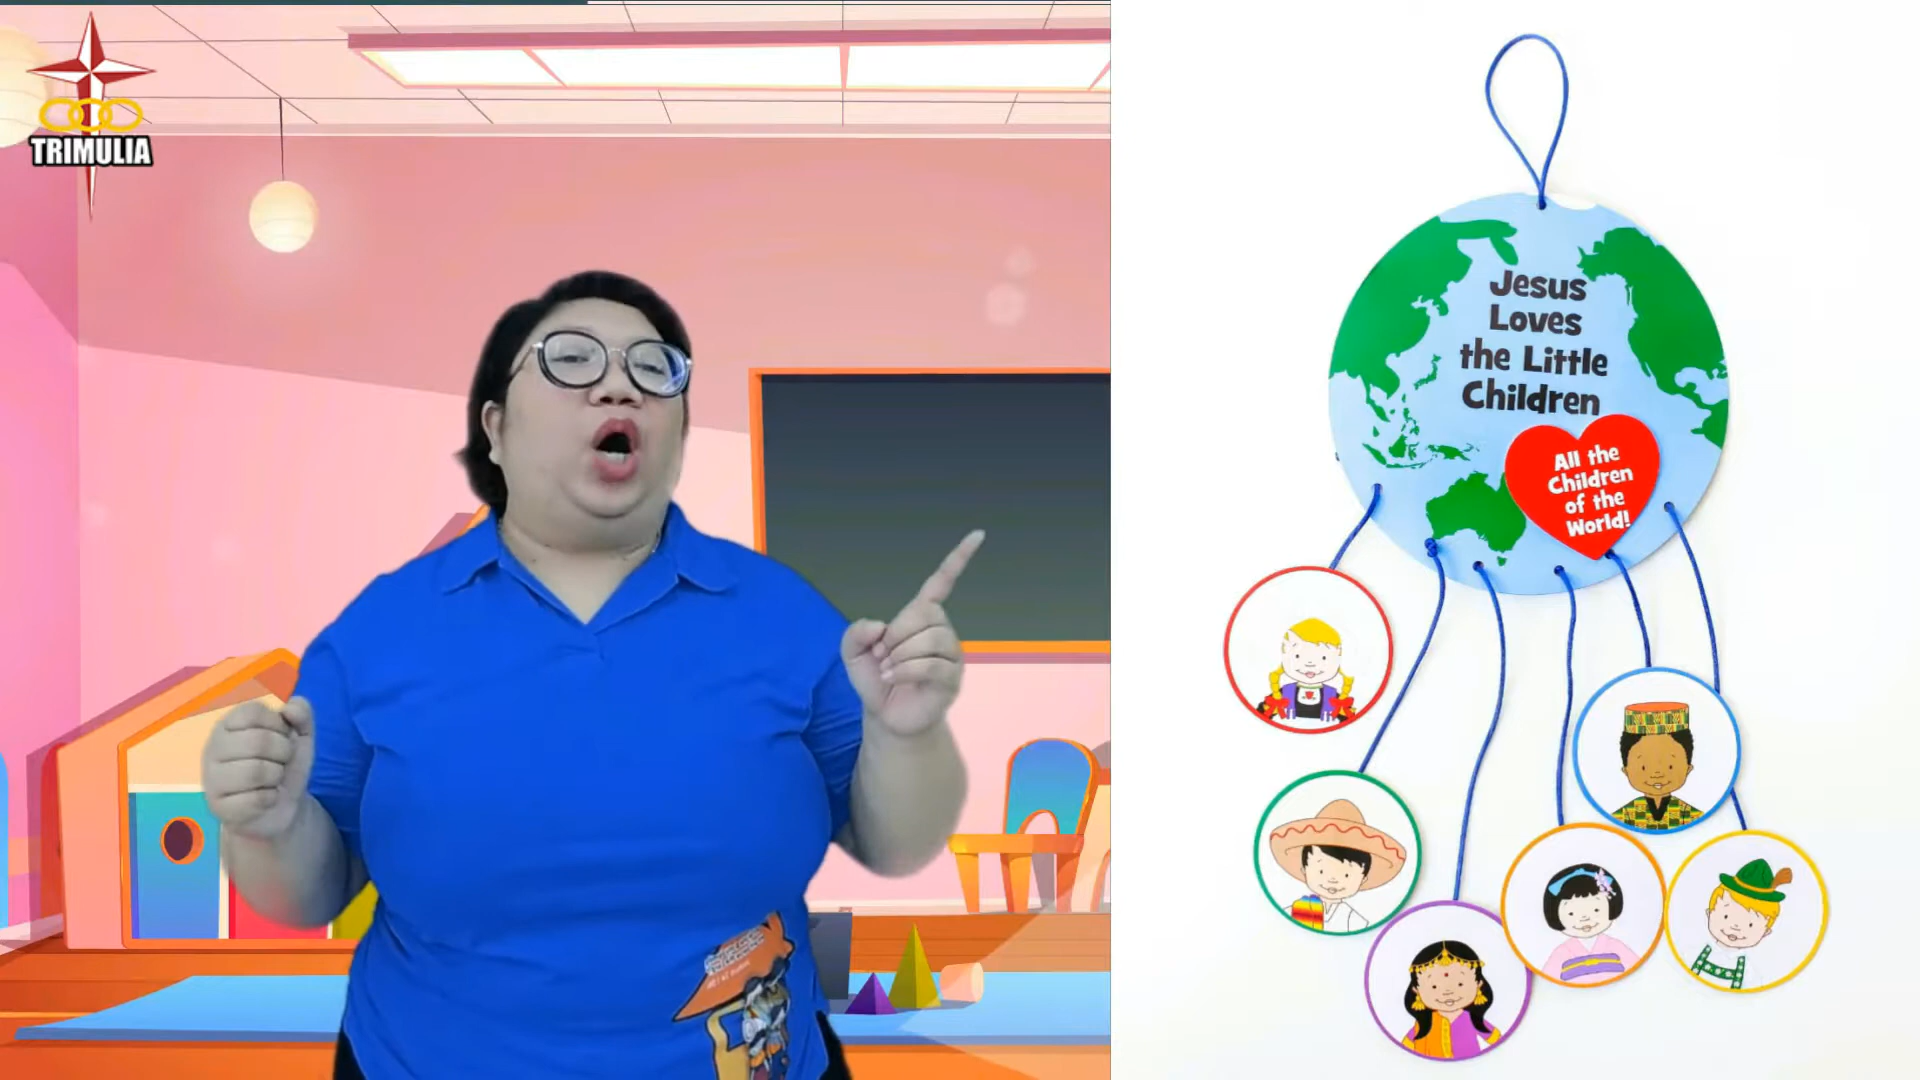 TRIMULIA
Jesus
Loves
the Little
Children
All the
Children
of the
World!